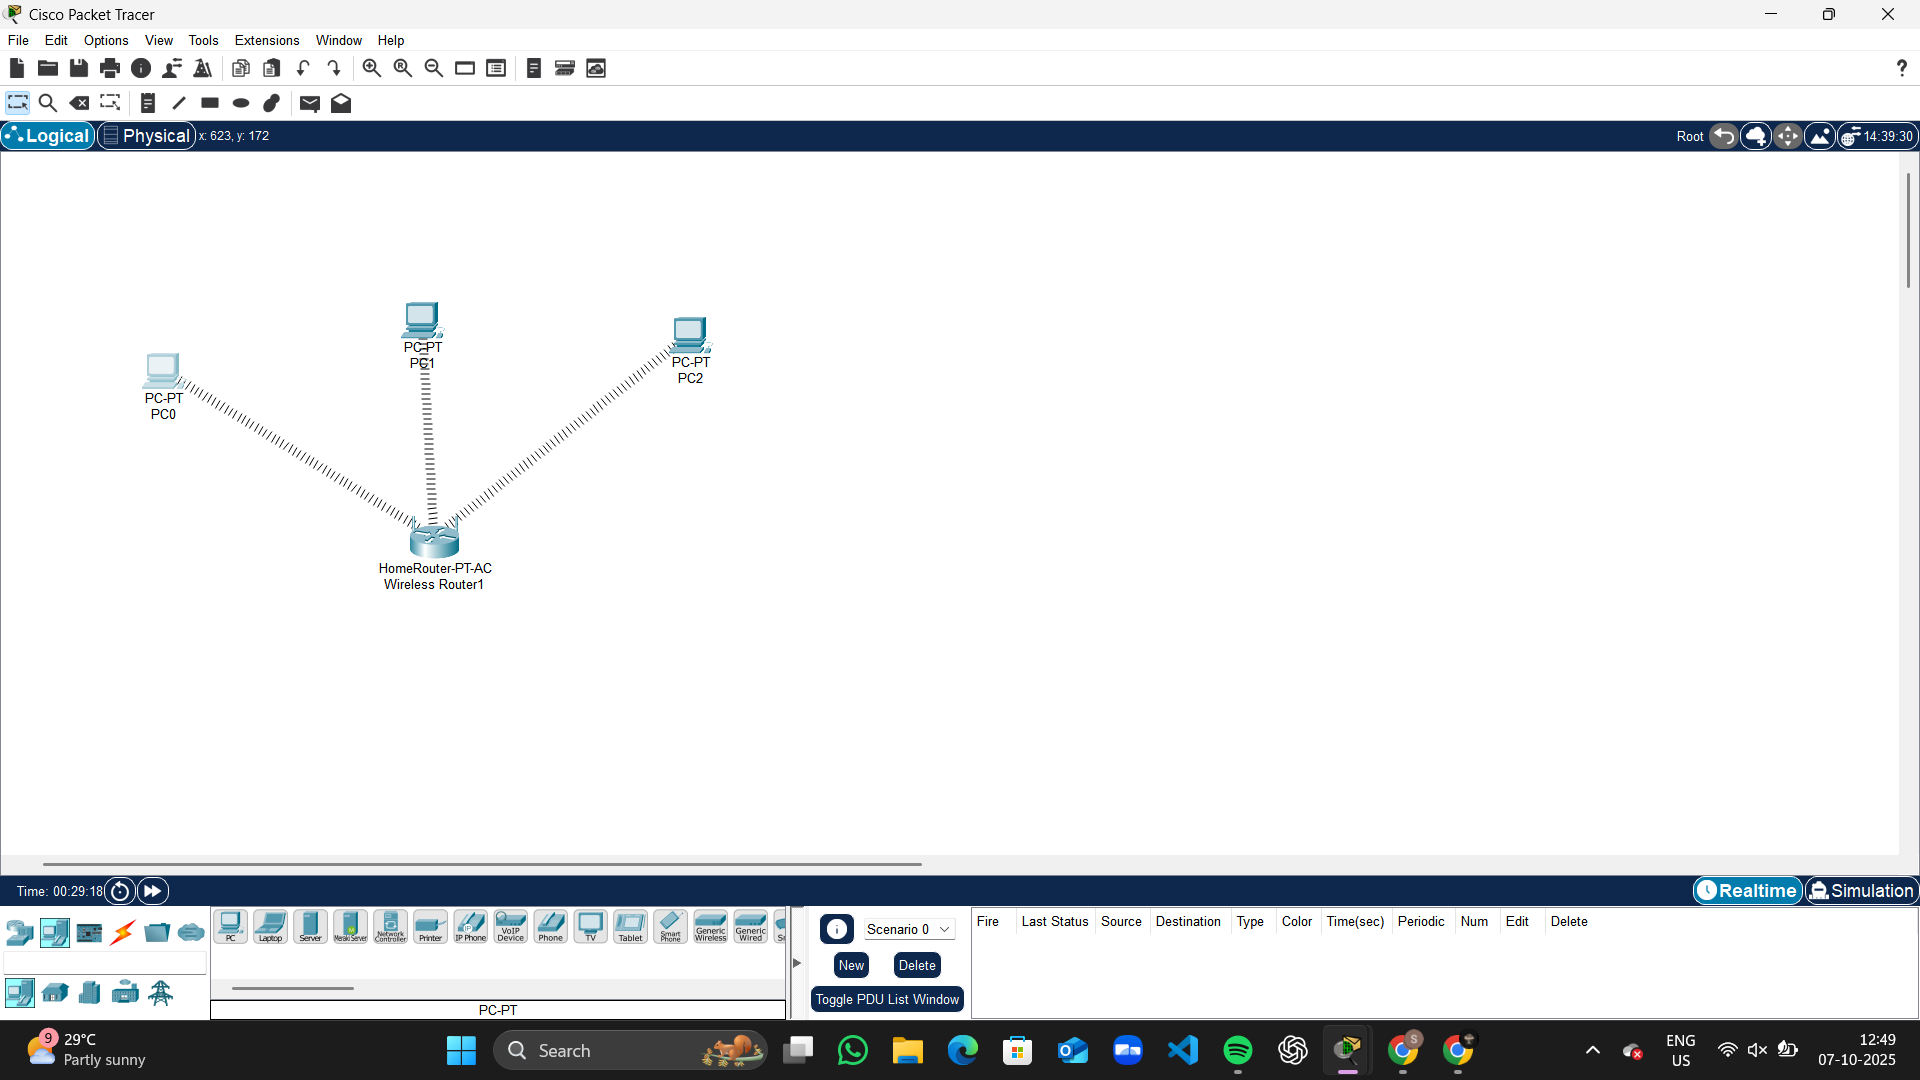 Cisco Packet Tracer
File Edit Options View Tools Extensions Window Help
?
Logical Physical x: 623, y: 172 Root 14:39:30
PC-PT
PC1
PC-PT
PC2
PC-PT
PC0
HomeRouter-PT-AC
Wireless Router1
Time: 00:29:18 Realtime Simulation
PC Laptop Server Meraki Server Network Controller Printer IP Phone VoIP Device Phone TV Tablet Smart Phone Generic Wireless Generic Wired
PC-PT
Scenario 0
New Delete
Toggle PDU List Window
Fire Last Status Source Destination Type Color Time(sec) Periodic Num Edit Delete
9 29°C
Partly sunny
Search
S
ENG
US
12:49
07-10-2025